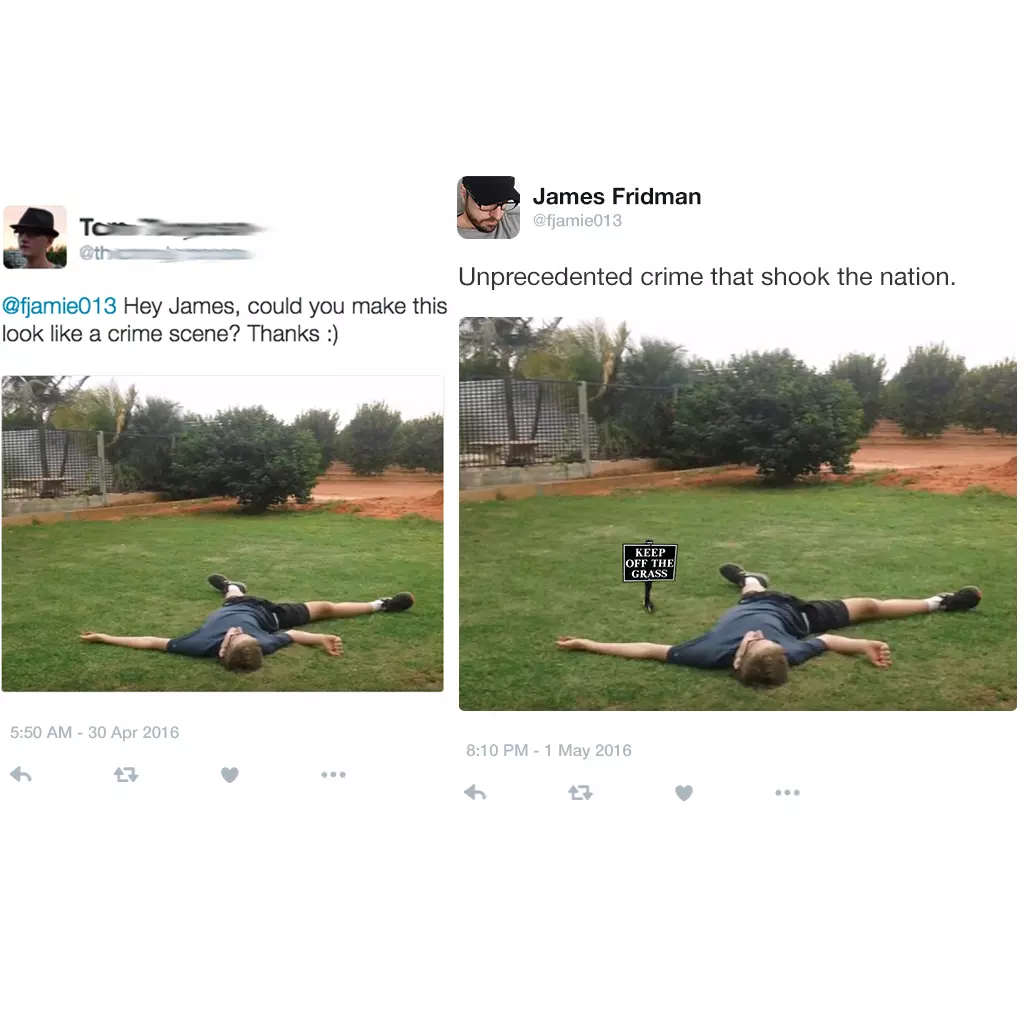 @fjamie013 Hey James, could you make this
look like a crime scene? Thanks :)
5:50 AM - 30 Apr 2016
James Fridman
@fjamie013
Unprecedented crime that shook the nation.
KEEP
OFF THE
GRASS
8:10 PM - 1 May 2016